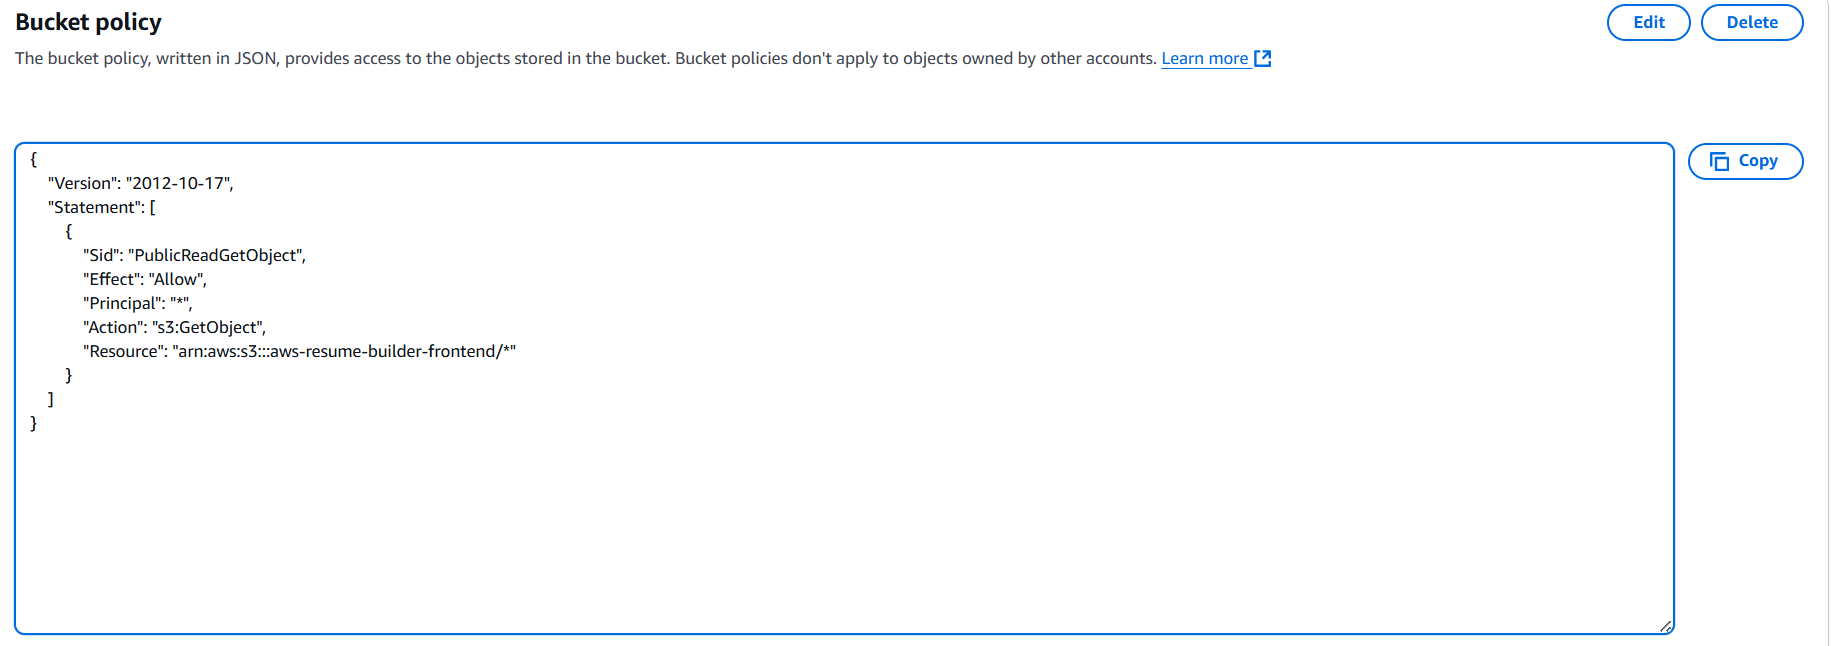 Bucket policy
Edit
Delete
The bucket policy, written in JSON, provides access to the objects stored in the bucket. Bucket policies don't apply to objects owned by other accounts. Learn more
Copy
{
    "Version": "2012-10-17",
    "Statement": [
        {
            "Sid": "PublicReadGetObject",
            "Effect": "Allow",
            "Principal": "*",
            "Action": "s3:GetObject",
            "Resource": "arn:aws:s3:::aws-resume-builder-frontend/*"
        }
    ]
}